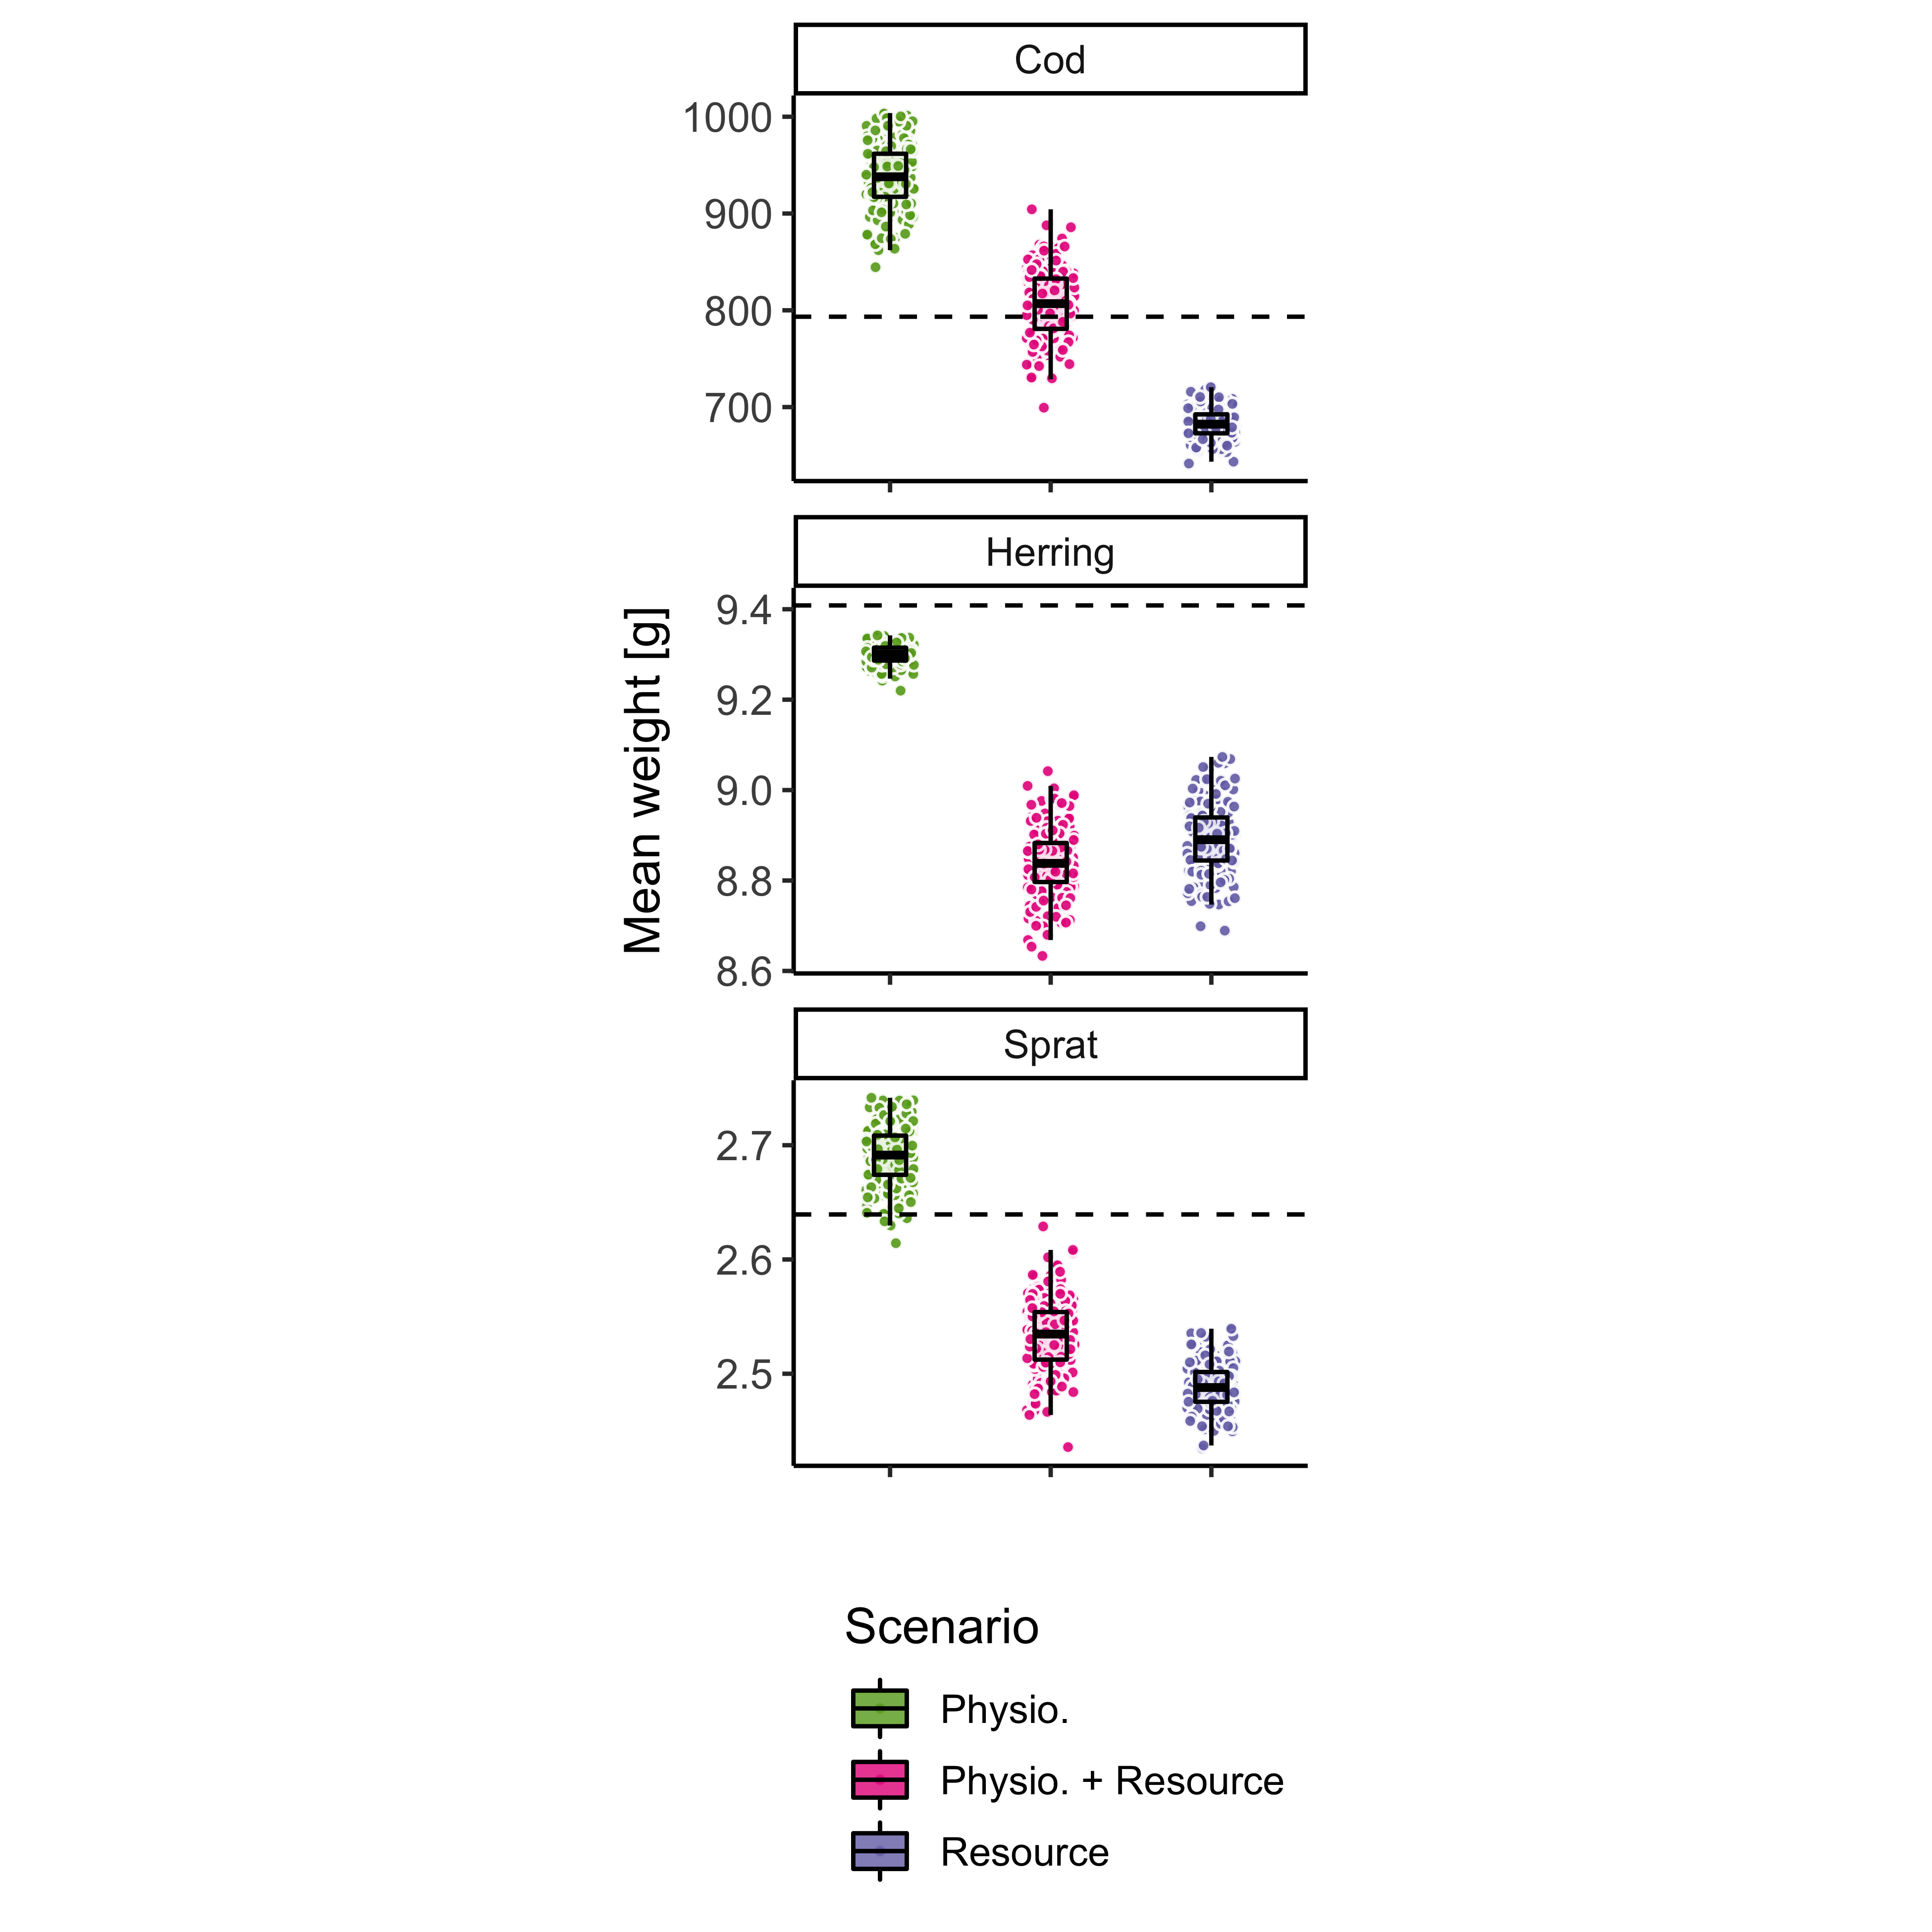 Cod
1000
900
800
700
Herring
Mean weight [g]
9.4
9.2
9.0
8.8
8.6
Sprat
2.7
2.6
2.5
Scenario
Physio.
Physio. + Resource
Resource